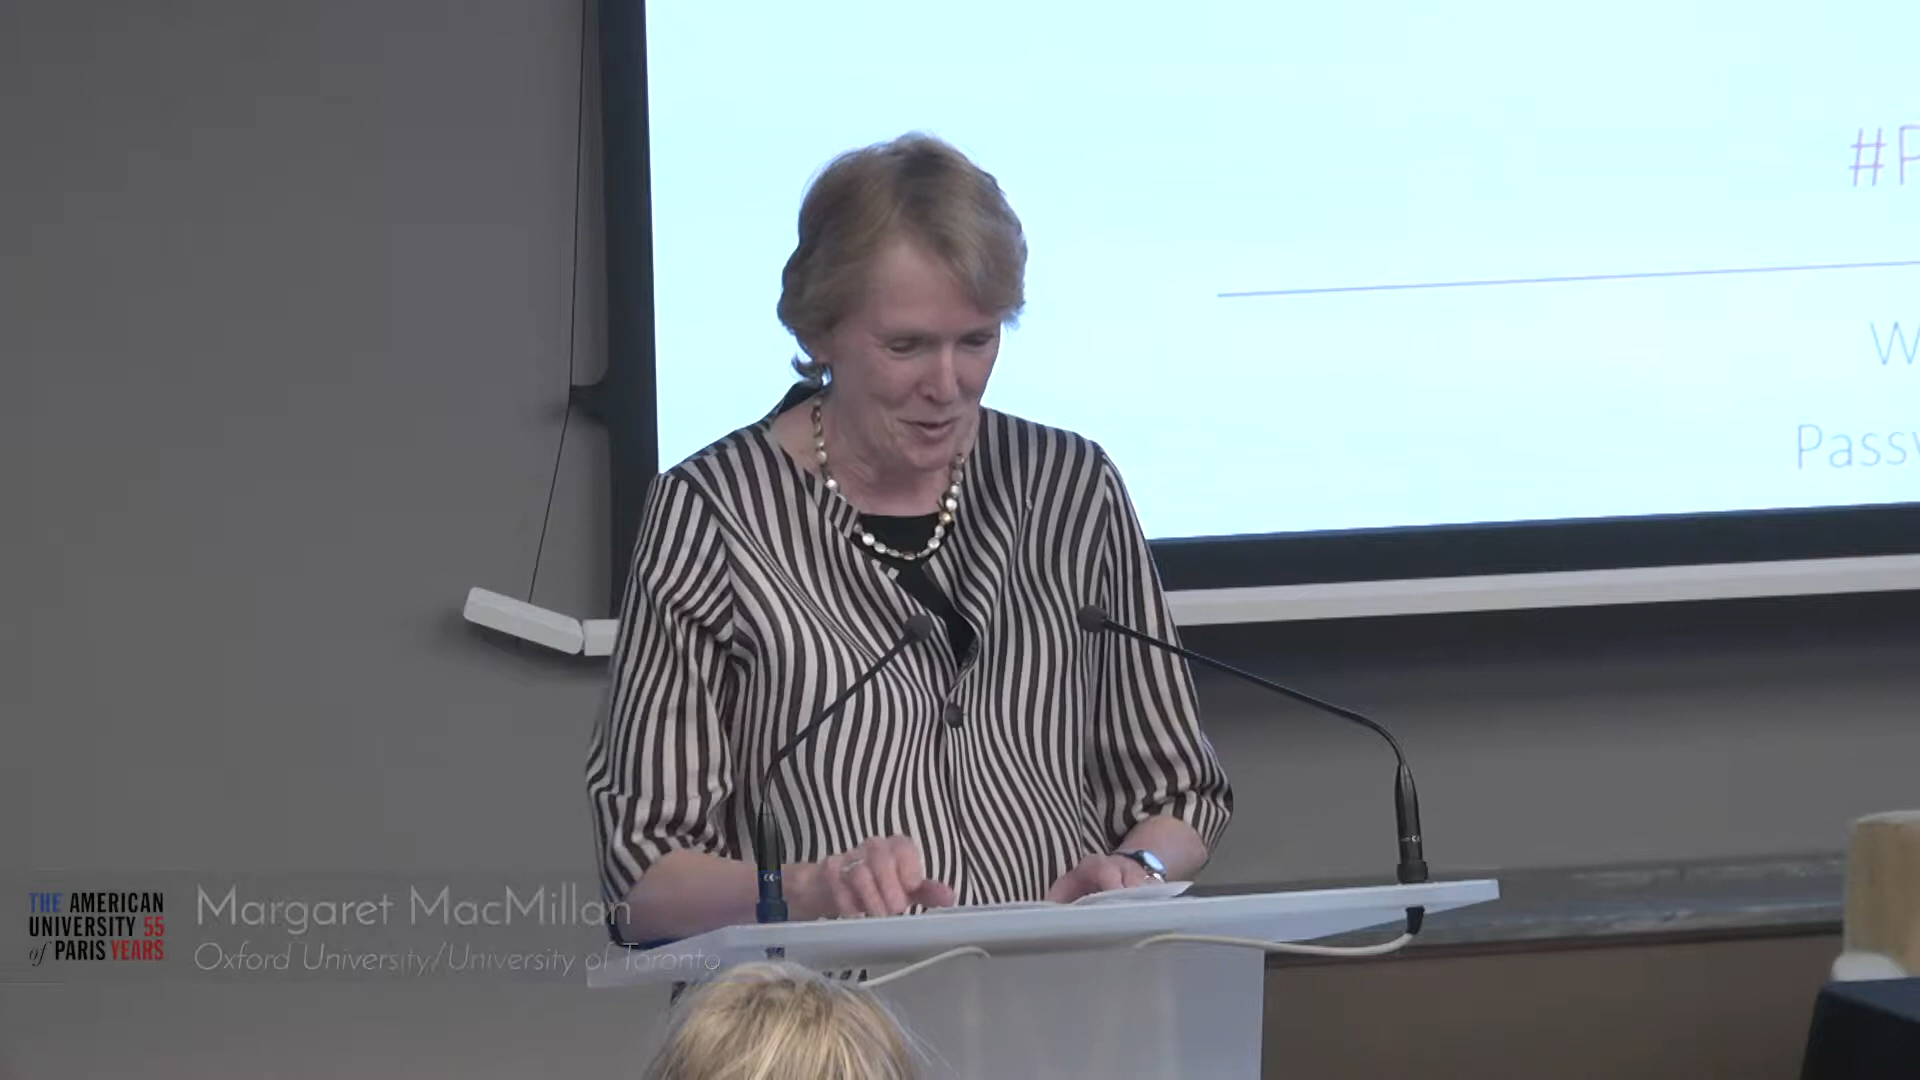 #P
W
Passw
THE AMERICAN
UNIVERSITY 55
of PARIS YEARS
Margaret MacMillan
Oxford University/University of Toronto